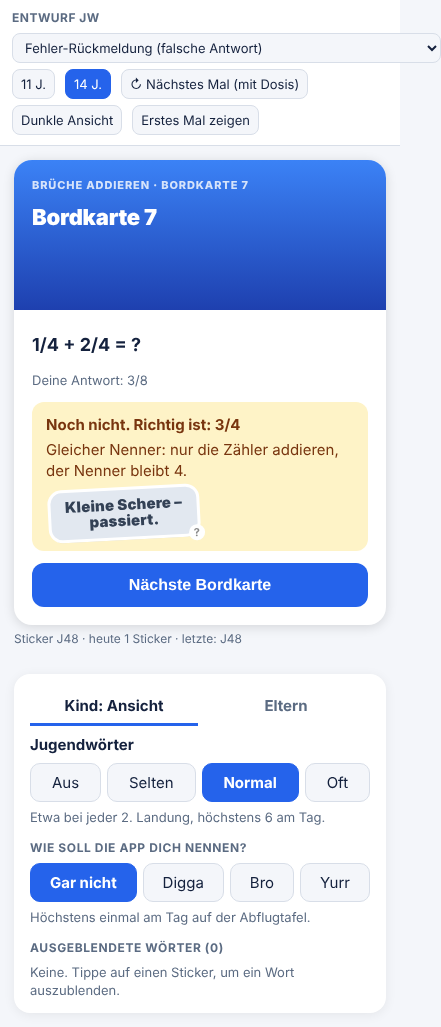 ENTWURF JW
Fehler-Rückmeldung (falsche Antwort)
11 J. 14 J. ↻ Nächstes Mal (mit Dosis)
Dunkle Ansicht Erstes Mal zeigen
BRÜCHE ADDIEREN · BORDKARTE 7
Bordkarte 7
1/4 + 2/4 = ?
Deine Antwort: 3/8
Noch nicht. Richtig ist: 3/4
Gleicher Nenner: nur die Zähler addieren,
der Nenner bleibt 4.
Kleine Schere –
passiert.
?
Nächste Bordkarte
Sticker J48 · heute 1 Sticker · letzte: J48
Kind: Ansicht Eltern
Jugendwörter
Aus Selten Normal Oft
Etwa bei jeder 2. Landung, höchstens 6 am Tag.
WIE SOLL DIE APP DICH NENNEN?
Gar nicht Digga Bro Yurr
Höchstens einmal am Tag auf der Abflugtafel.
AUSGEBLENDETE WÖRTER (0)
Keine. Tippe auf einen Sticker, um ein Wort
auszublenden.